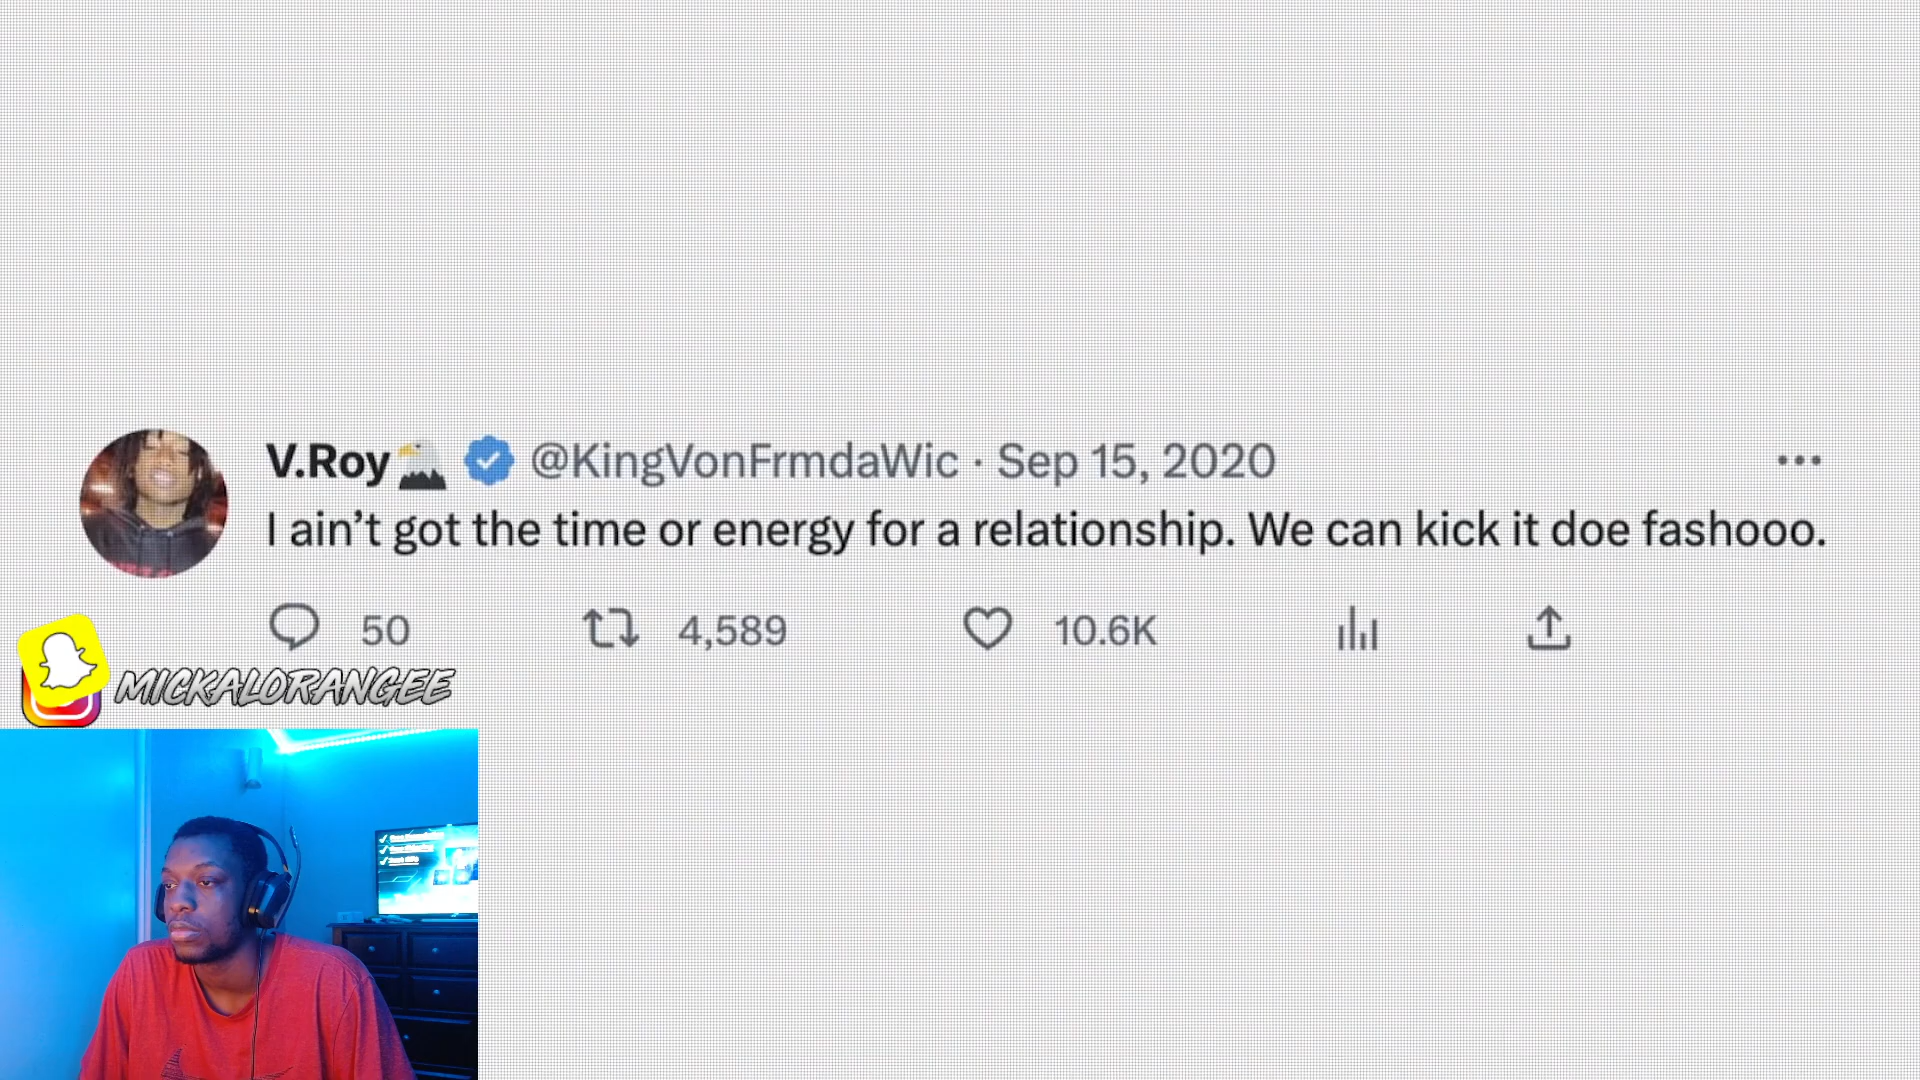 V.Roy @KingVonFrmdaWic · Sep 15, 2020
I ain’t got the time or energy for a relationship. We can kick it doe fashooo.
50 4,589 10.6K
MICKALORANGEE